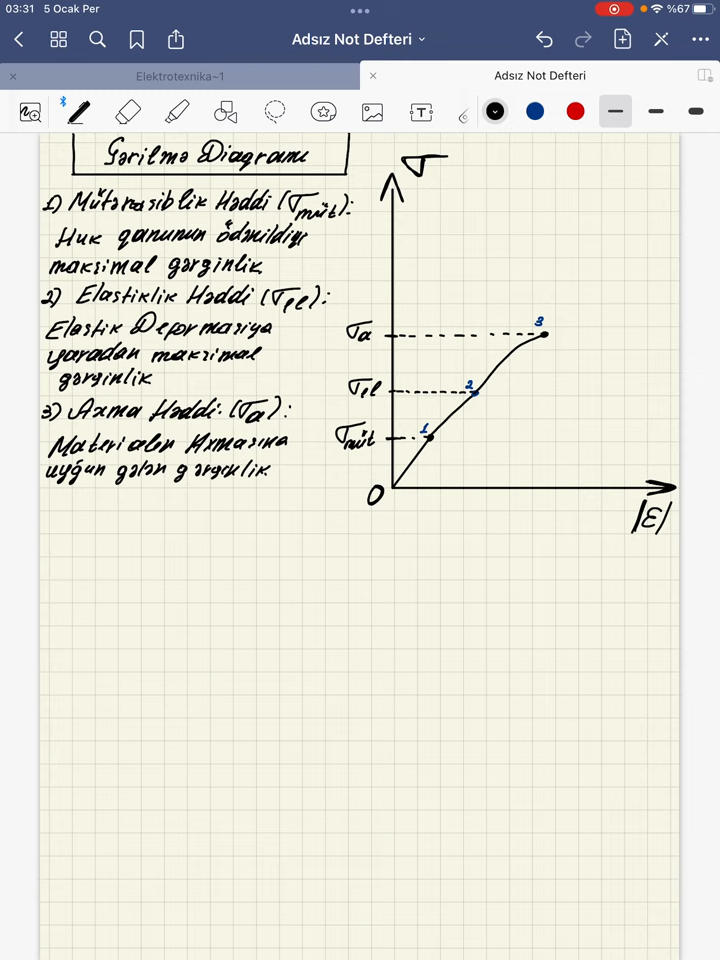 03:31 5 Ocak Per
%67
Adsız Not Defteri
Elektrotexnika~1
Adsız Not Defteri
Gərilmə Diaqramı
1) Mütənasiblik Həddi (σmüt):
Huk qanunun ödənildiyi
maksimal gərginlik
2) Elastiklik Həddi (σel):
Elastik Deformasiya
yaradan maksimal
gərginlik
3) Axma Həddi. (σa):
Materialın Axmasına
uyğun gələn gərginlik
σ
σa
3
σel
2
σmüt
1
0
|ε|